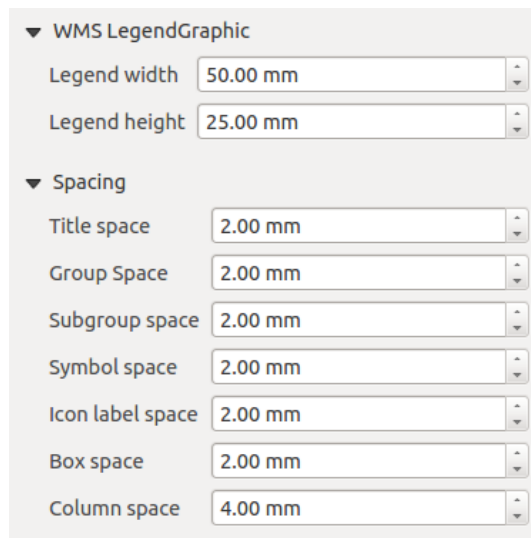 WMS LegendGraphic
Legend width 50.00 mm
Legend height 25.00 mm
Spacing
Title space 2.00 mm
Group Space 2.00 mm
Subgroup space 2.00 mm
Symbol space 2.00 mm
Icon label space 2.00 mm
Box space 2.00 mm
Column space 4.00 mm